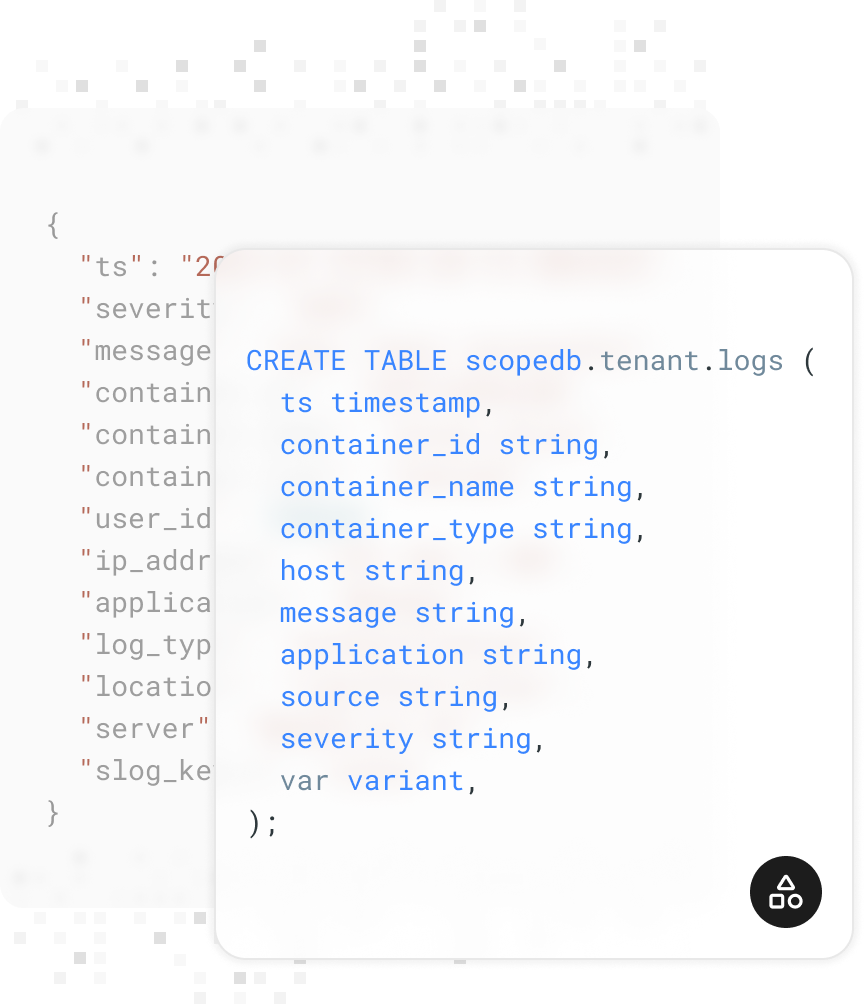 {
"ts": "20
"severit
"message
"contain
"contain
"contain
"user_id
"ip_addr
"applica
"log_typ
"locatio
"server"
"slog_ke
}
CREATE TABLE scopedb.tenant.logs (
ts timestamp,
container_id string,
container_name string,
container_type string,
host string,
message string,
application string,
source string,
severity string,
var variant,
);